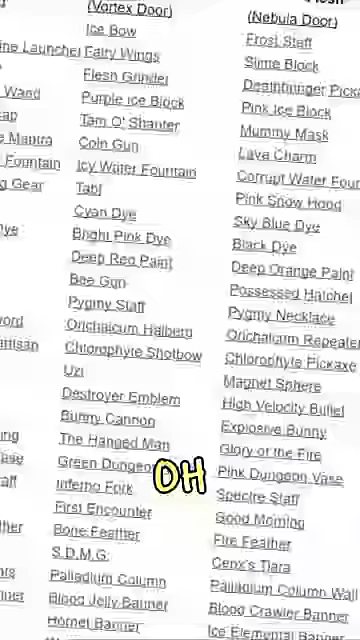 (Vortex Door)
Ice Bow
Fairy Wings
Flesh Grinder
Purple Ice Block
Tam O' Shanter
Coin Gun
Icy Water Fountain
Tabi
Cyan Dye
Bright Pink Dye
Deep Red Paint
Bee Gun
Pygmy Staff
Orichalcum Halberd
Chlorophyte Shotbow
Uzi
Destroyer Emblem
Bunny Cannon
The Hanged Man
Green Dungeon
Inferno Fork
First Encounter
Bone Feather
S.D.M.G.
Palladium Column
Blood Jelly Banner
Hornet Banner
(Nebula Door)
Frost Staff
Slime Block
Deathbringer
Pink Ice Block
Mummy Mask
Lava Charm
Corrupt Water
Pink Snow Hood
Sky Blue Dye
Black Dye
Deep Orange Paint
Possessed Hatchet
Pygmy Necklace
Orichalcum Repeater
Chlorophyte Pickaxe
Magnet Sphere
High Velocity Bullet
Explosive Bunny
Glory of the Fire
Pink Dungeon Vase
Spectre Staff
Good Morning
Fire Feather
Cenx's Tiara
Palladium Column Wall
Blood Crawler Banner
Ice Elemental Banner
Launcher
Wand
Mantra
Fountain
Gear
OH